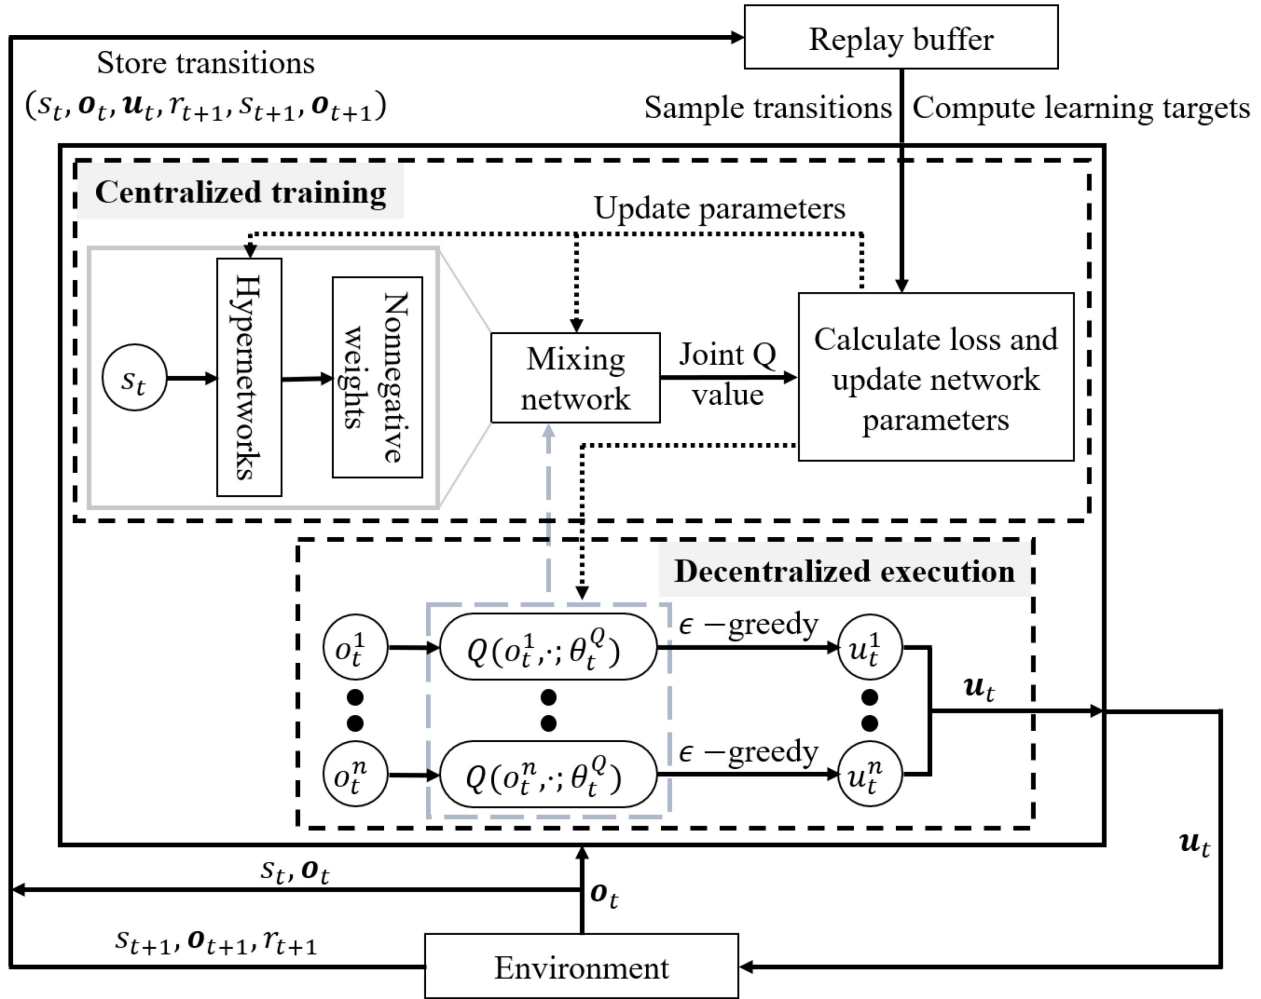 Replay buffer
Store transitions
(s_t, o_t, u_t, r_{t+1}, s_{t+1}, o_{t+1})
Sample transitions
Compute learning targets
Centralized training
Update parameters
s_t
Hypernetworks
Nonnegative
weights
Mixing
network
Joint Q
value
Calculate loss and
update network
parameters
Decentralized execution
o_t^1
Q(o_t^1,·; θ_t^Q)
ϵ −greedy
u_t^1
u_t
o_t^n
Q(o_t^n,·; θ_t^Q)
ϵ −greedy
u_t^n
u_t
s_t, o_t
o_t
s_{t+1}, o_{t+1}, r_{t+1}
Environment